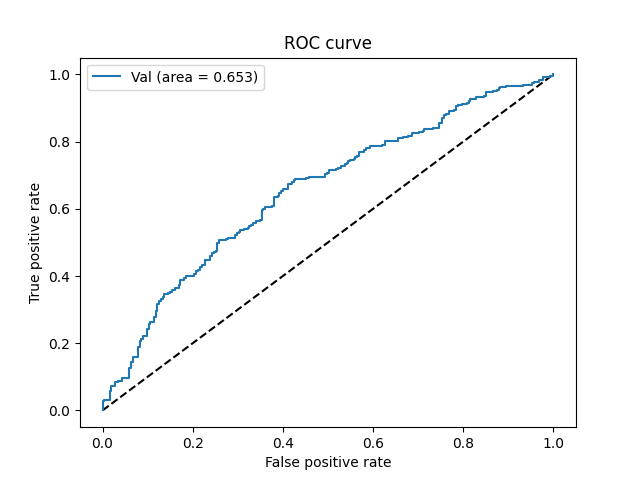 ROC curve
Val (area = 0.653)
True positive rate
1.0
0.8
0.6
0.4
0.2
0.0
0.0 0.2 0.4 0.6 0.8 1.0
False positive rate